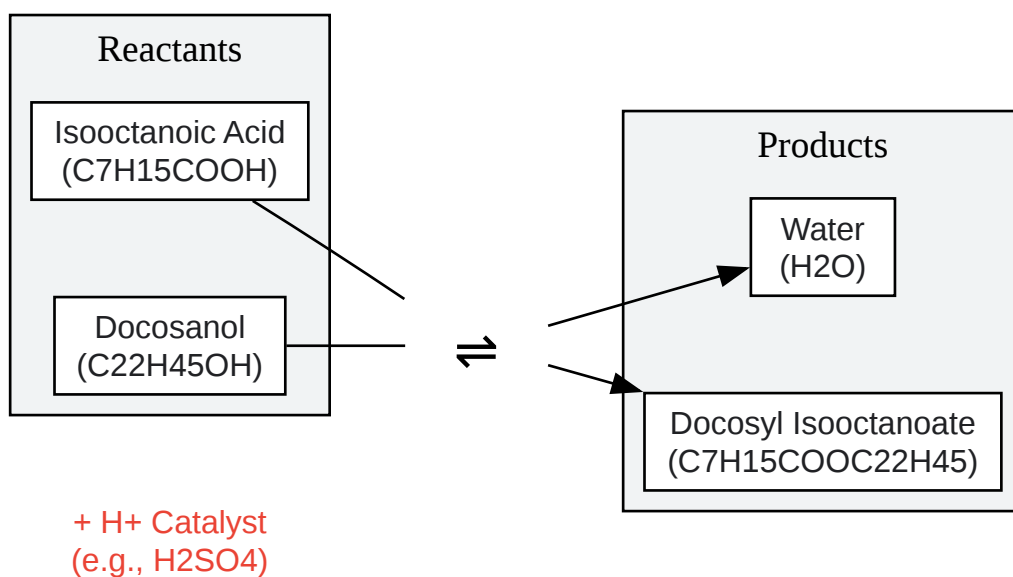 Reactants
Isooctanoic Acid
(C7H15COOH)
Docosanol
(C22H45OH)
+ H+ Catalyst
(e.g., H2SO4)
⇌
Products
Water
(H2O)
Docosyl Isooctanoate
(C7H15COOC22H45)